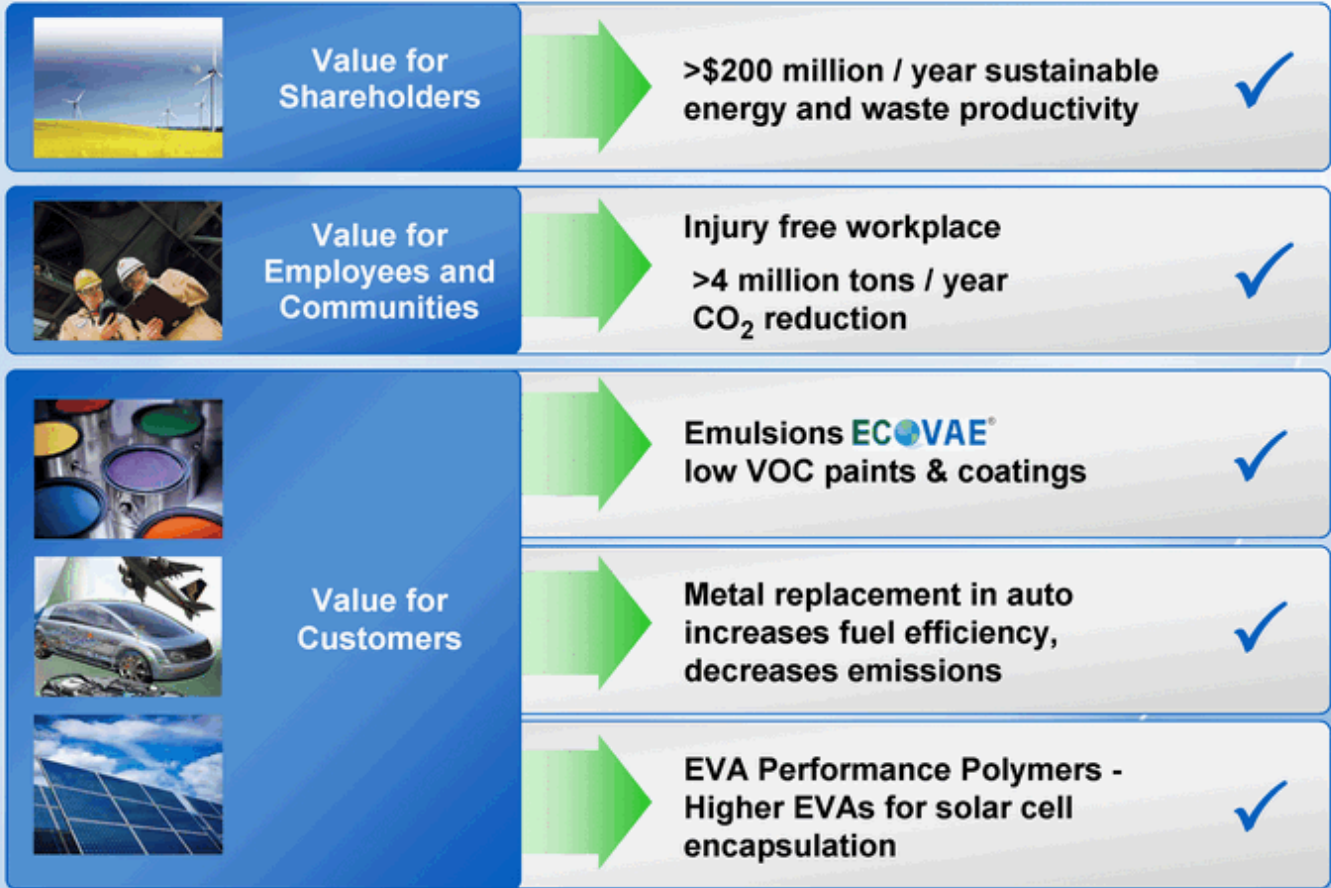 Value for
Shareholders
>$200 million / year sustainable
energy and waste productivity
Value for
Employees and
Communities
Injury free workplace
>4 million tons / year
CO₂ reduction
Value for
Customers
Emulsions ECOVAE®
low VOC paints & coatings
Metal replacement in auto
increases fuel efficiency,
decreases emissions
EVA Performance Polymers -
Higher EVAs for solar cell
encapsulation